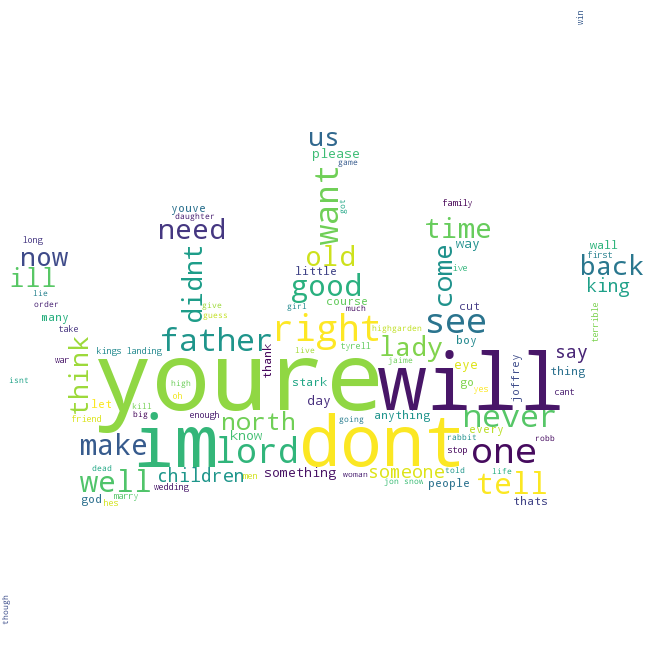 win
us
please
game
want
got
youve
daughter
need
family
time
way
long
now
ill
lie
order
many
take
didnt
old
little
good
course
girl
much
come
ive
cut
wall
first
back
king
terrible
give
guess
father
right
highgarden
see
boy
lady
think
kings landing
war
isnt
thank
live
tyrell
jaime
say
thing
eye
go
yes
joffrey
cant
youre
will
high
oh
stark
day
let
kill
big
friend
enough
north
know
going
anything
never
every
make
im
lord
dont
rabbit
stop
one
robb
well
dead
children
men
something
woman
someone
told
life
tell
wedding
jon snow
people
god
marry
hes
thats
though